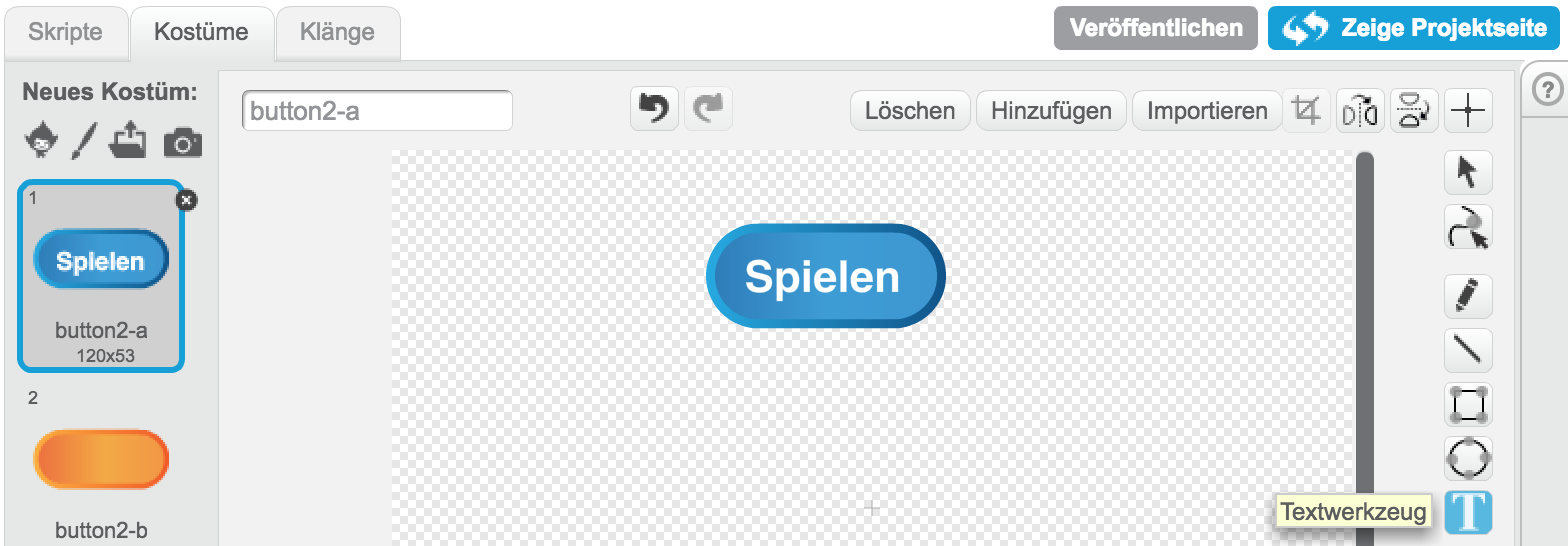 Skripte
Kostüme
Klänge
Veröffentlichen
Zeige Projektseite
Neues Kostüm:
button2-a
Löschen
Hinzufügen
Importieren
?
1
Spielen
button2-a
120x53
2
button2-b
Spielen
Textwerkzeug
T